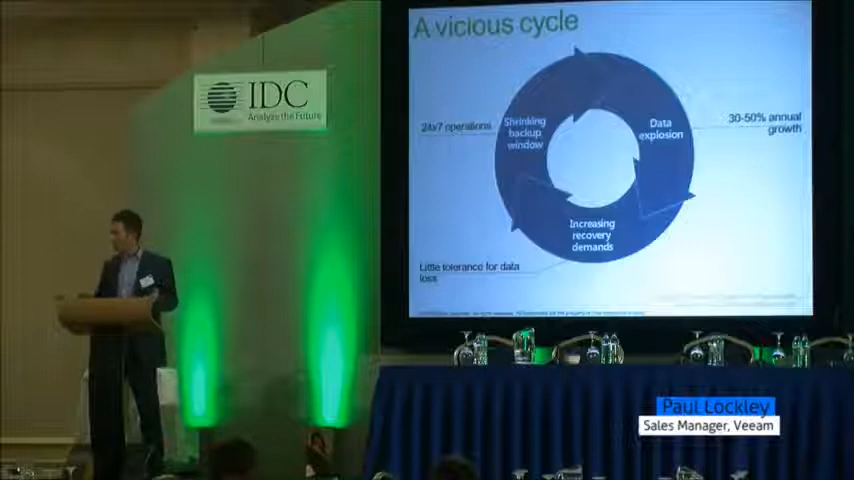 A vicious cycle
IDC
Analyze the Future
24x7 operations
Shrinking
backup
window
Data
explosion
30-50% annual
growth
Increasing
recovery
demands
Little tolerance for data
loss
Paul Lockley
Sales Manager, Veeam